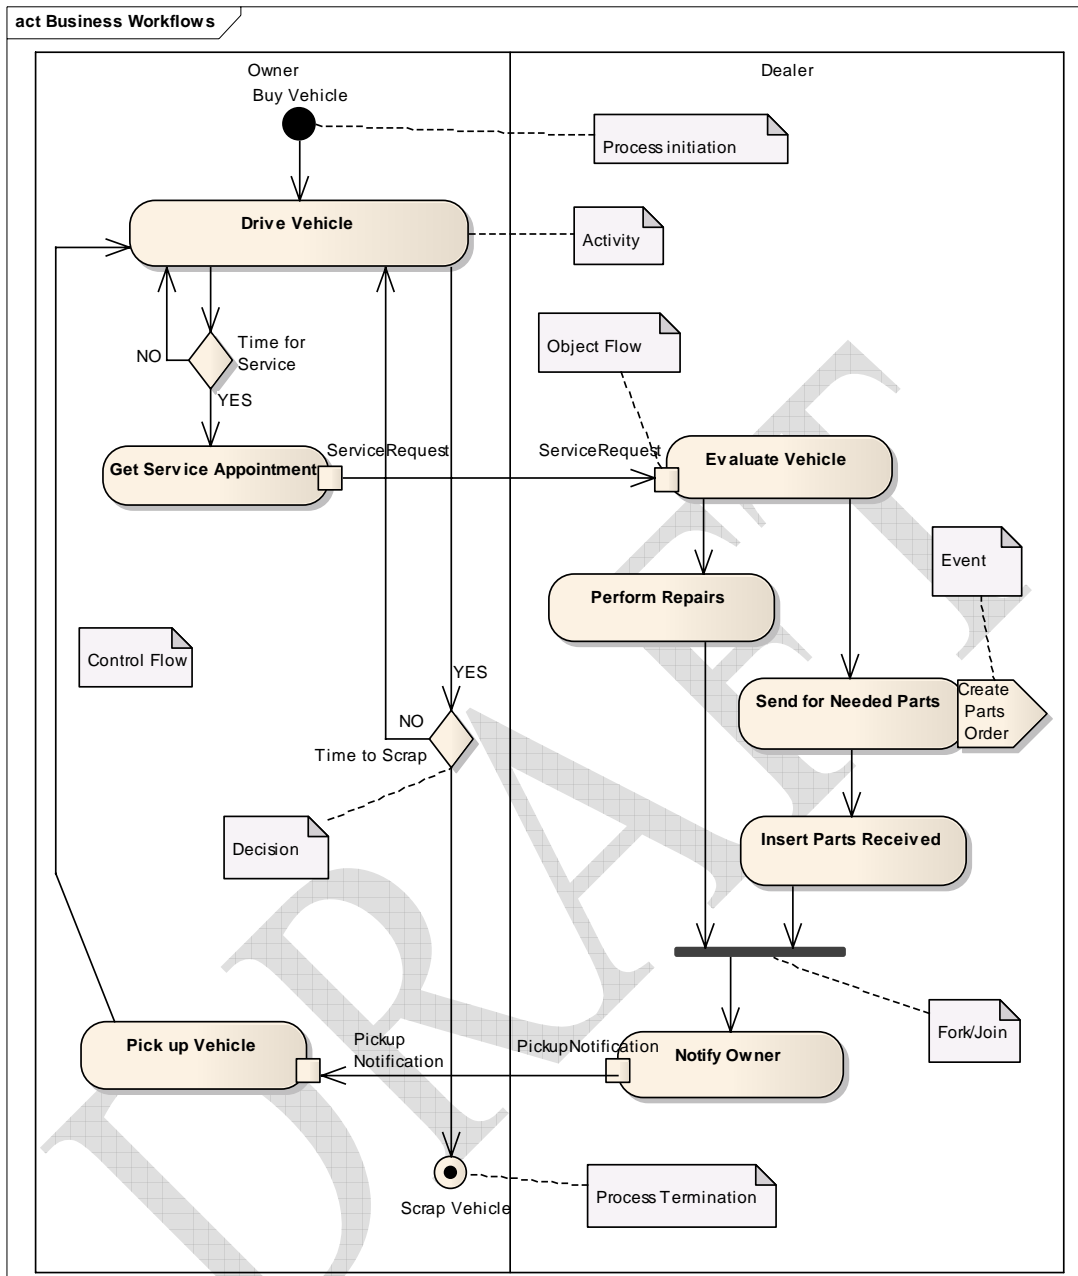 act Business Workflows
Owner
Dealer
Buy Vehicle
Process initiation
Drive Vehicle
Activity
Object Flow
NO
Time for
Service
YES
ServiceRequest
ServiceRequest
Get Service Appointment
Evaluate Vehicle
Event
Perform Repairs
Control Flow
YES
Send for Needed Parts
Create
Parts
Order
NO
Time to Scrap
Decision
Insert Parts Received
Fork/Join
Pick up Vehicle
Pickup
Notification
PickupNotification
Notify Owner
Process Termination
Scrap Vehicle
DRAFT